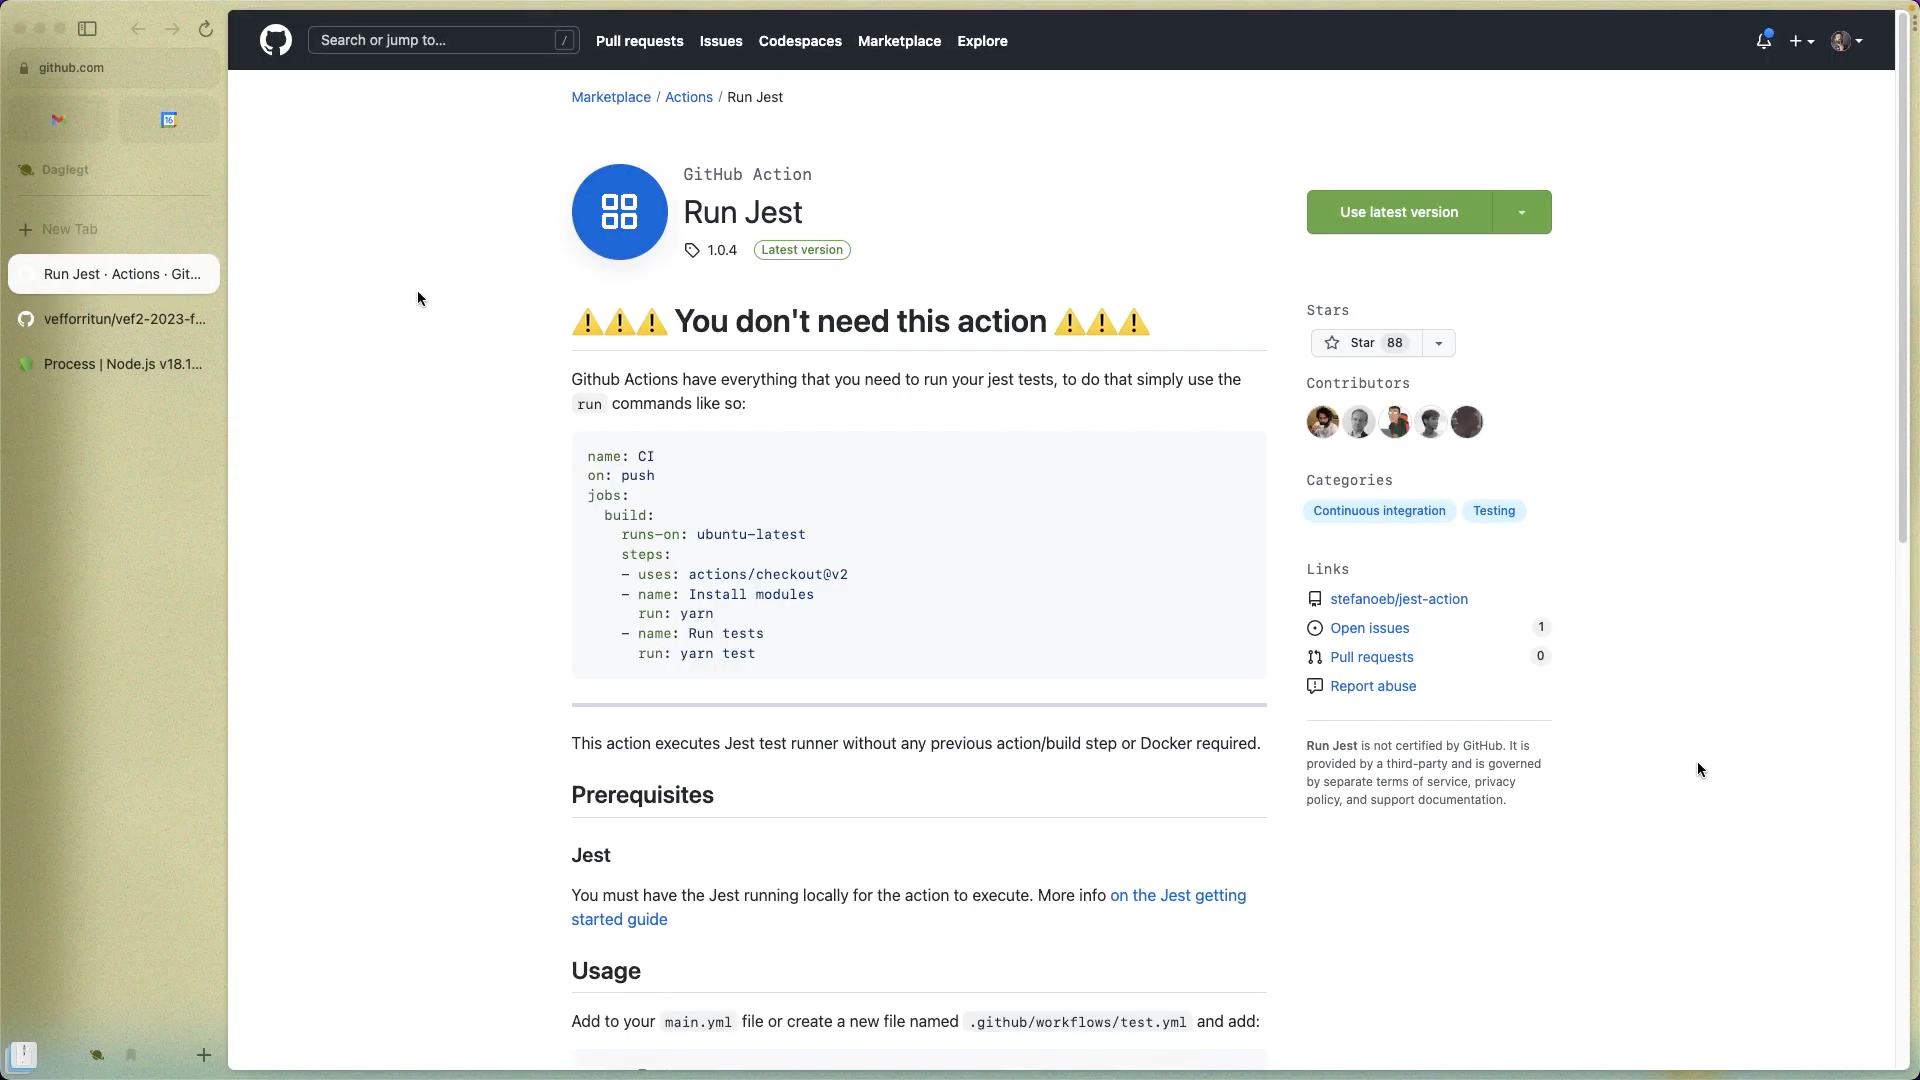 github.com
16
Daglegt
New Tab
Run Jest · Actions · Git...
vefforritun/vef2-2023-f...
Process | Node.js v18.1...
Search or jump to...
/
Pull requests
Issues
Codespaces
Marketplace
Explore
Marketplace / Actions / Run Jest
GitHub Action
Run Jest
1.0.4
Latest version
Use latest version
⚠️⚠️⚠️ You don't need this action ⚠️⚠️⚠️
Github Actions have everything that you need to run your jest tests, to do that simply use the
run commands like so:
name: CI
on: push
jobs:
  build:
    runs-on: ubuntu-latest
    steps:
    - uses: actions/checkout@v2
    - name: Install modules
      run: yarn
    - name: Run tests
      run: yarn test
This action executes Jest test runner without any previous action/build step or Docker required.
Prerequisites
Jest
You must have the Jest running locally for the action to execute. More info on the Jest getting
started guide
Usage
Add to your main.yml file or create a new file named .github/workflows/test.yml and add:
Stars
Star 88
Contributors
Categories
Continuous integration
Testing
Links
stefanoeb/jest-action
Open issues 1
Pull requests 0
Report abuse
Run Jest is not certified by GitHub. It is
provided by a third-party and is governed
by separate terms of service, privacy
policy, and support documentation.